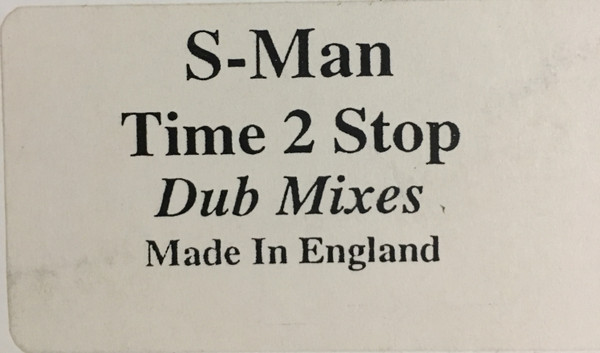 S-Man
Time 2 Stop
Dub Mixes
Made In England